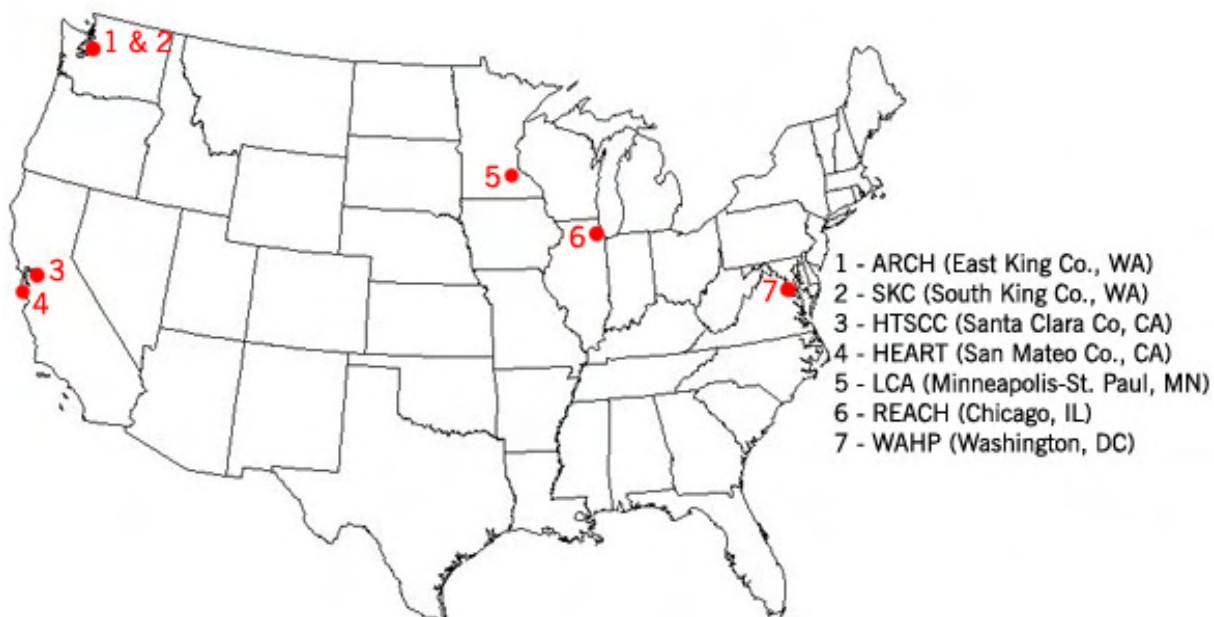 1 & 2
5
6
3
4
7
1 - ARCH (East King Co., WA)
2 - SKC (South King Co., WA)
3 - HTSCC (Santa Clara Co, CA)
4 - HEART (San Mateo Co., CA)
5 - LCA (Minneapolis-St. Paul, MN)
6 - REACH (Chicago, IL)
7 - WAHP (Washington, DC)